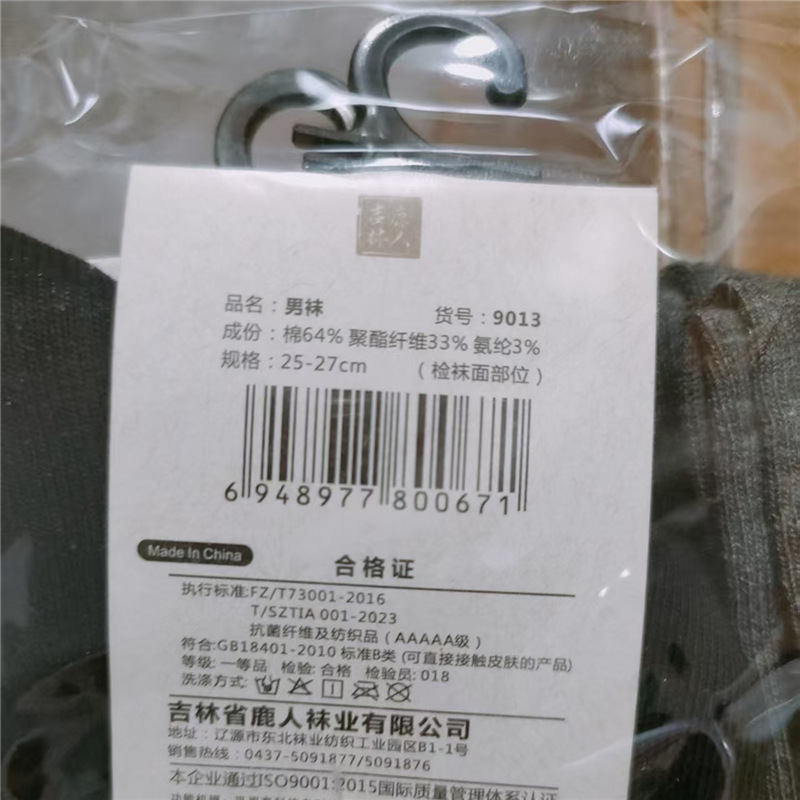 吉鹿
林人
品名：男袜 货号：9013
成份：棉64% 聚酯纤维33% 氨纶3%
规格：25-27cm （检袜面部位）
6 948977 800671
Made In China
合格证
执行标准:FZ/T73001-2016
T/SZTIA 001-2023
抗菌纤维及纺织品（AAAAA级）
符合:GB18401-2010 标准B类 (可直接接触皮肤的产品)
等级: 一等品 检验: 合格 检验员: 018
洗涤方式:
吉林省鹿人袜业有限公司
地址：辽源市东北袜业纺织工业园区B1-1号
销售热线：0437-5091877/5091876
本企业通过ISO9001:2015国际质量管理体系认证